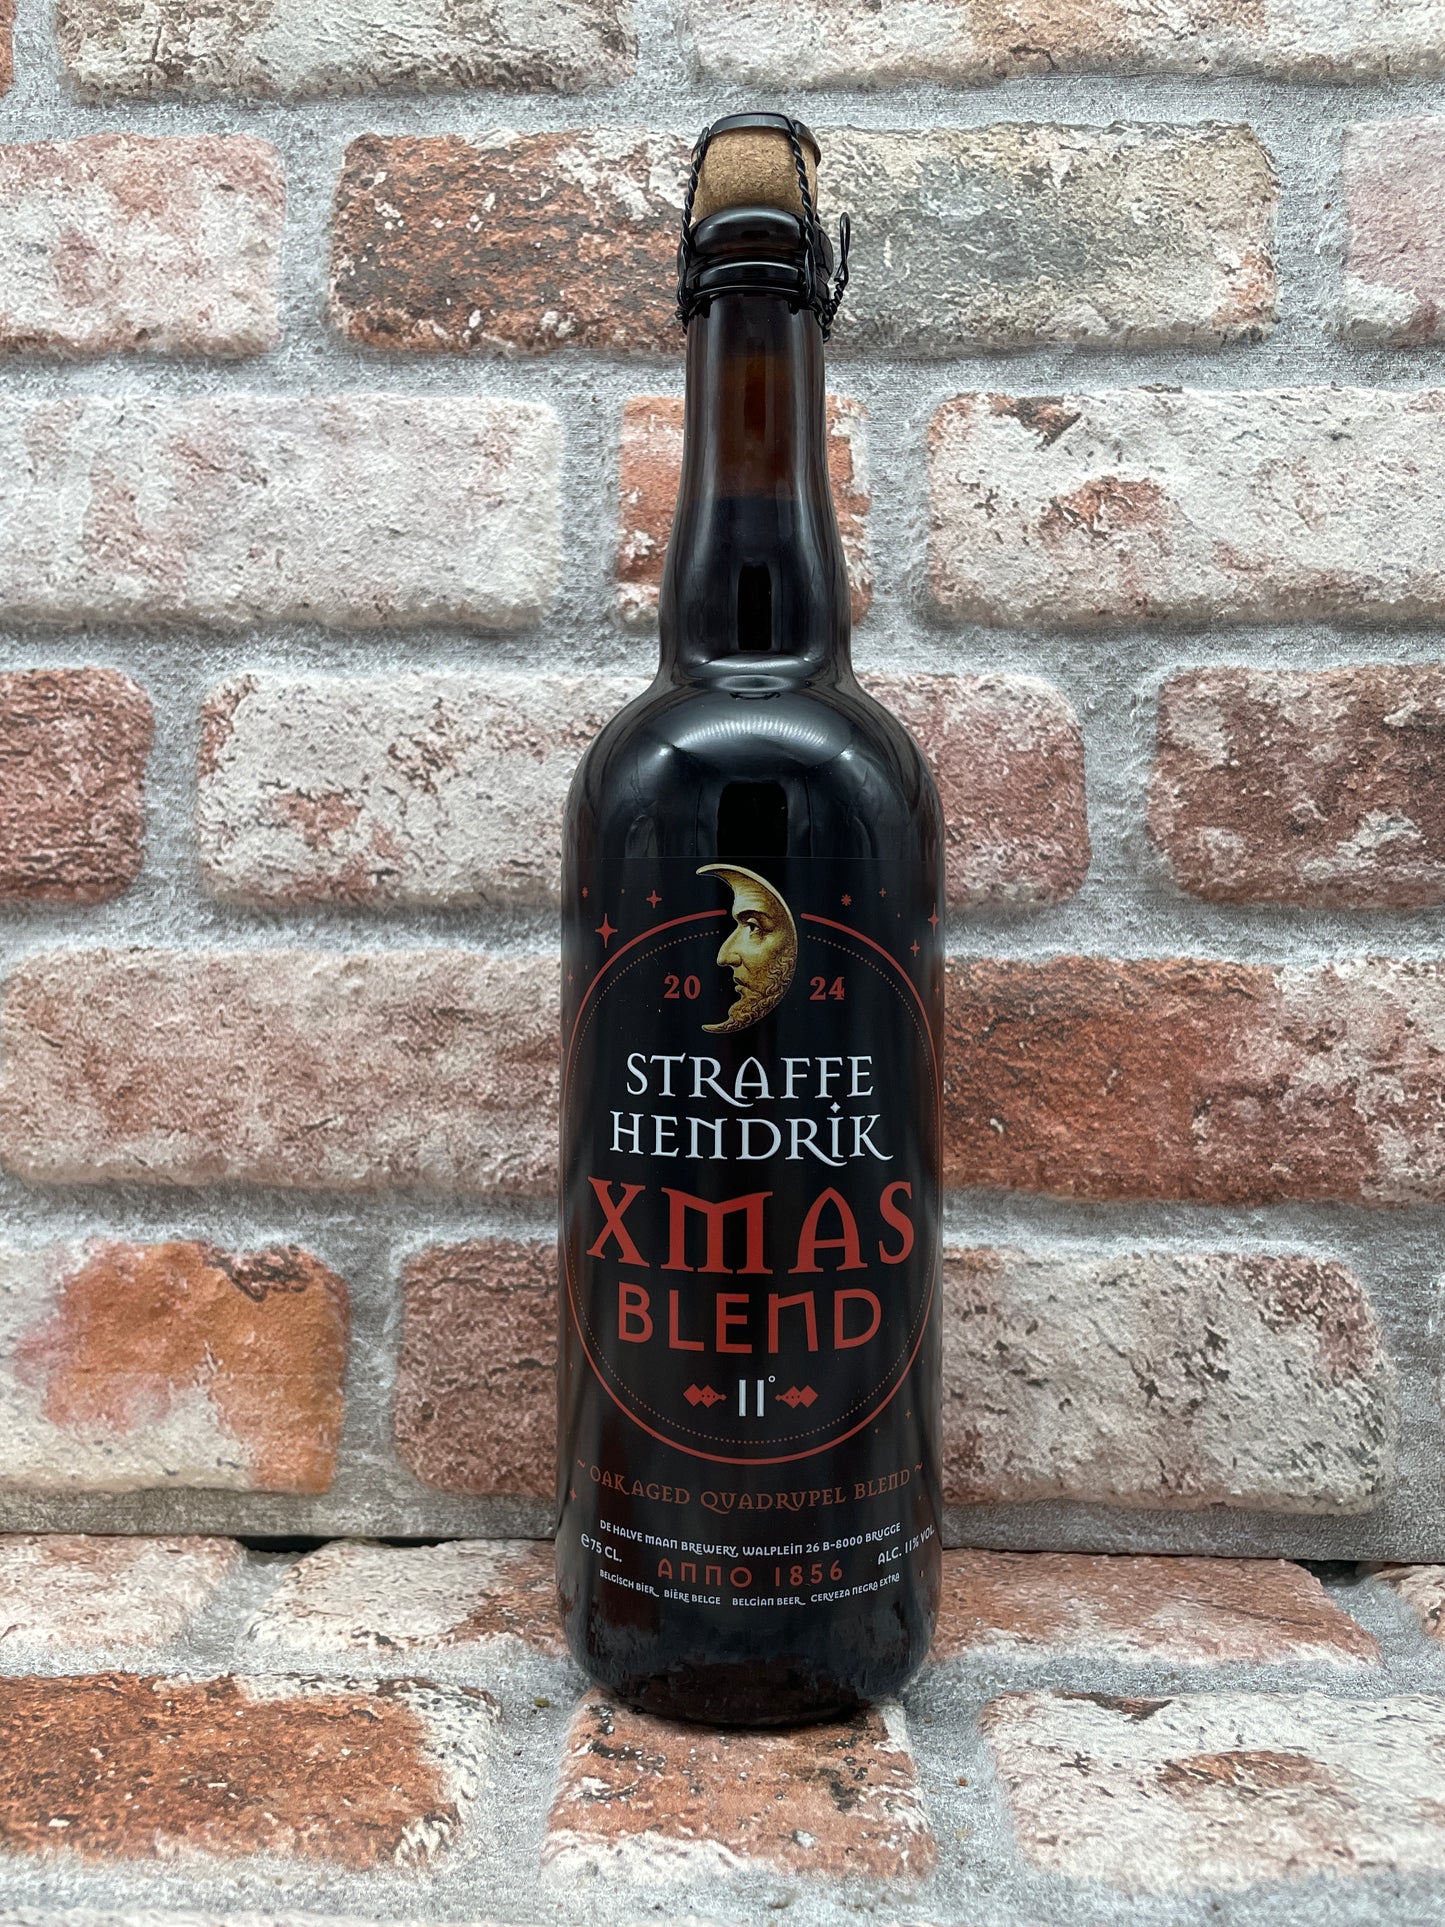 20 24
STRAFFE
HENDRIK
XMAS
BLEND
11°
~ OAK AGED QUADRUPEL BLEND ~
DE HALVE MAAN BREWERY, WALPLEIN 26 B-8000 BRUGGE
℮75 CL. ANNO 1856 ALC. 11% VOL.
BELGISCH BIER BIÈRE BELGE BELGIAN BEER CERVEZA NEGRA EXTRA